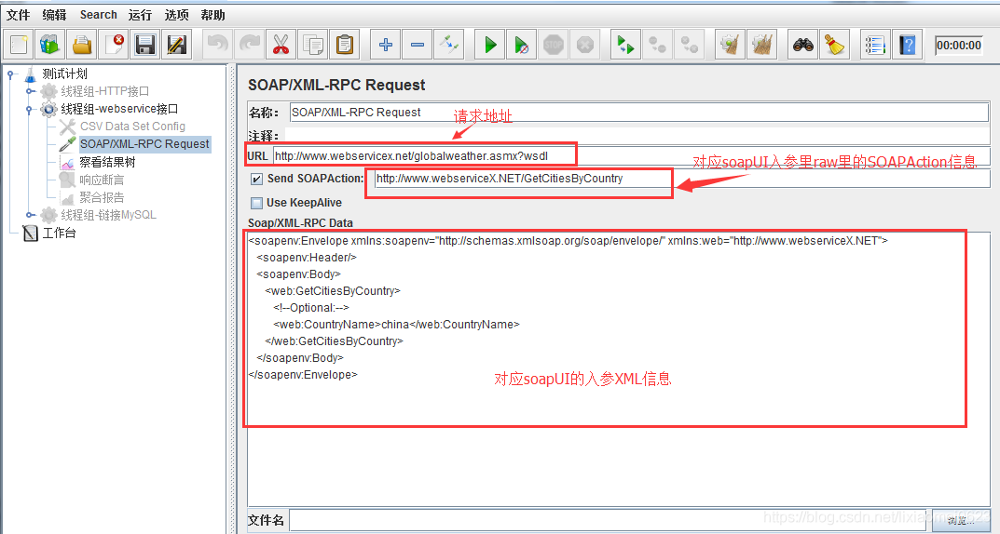 文件 编辑 Search 运行 选项 帮助
00:00:00
测试计划
线程组-HTTP接口
线程组-webservice接口
CSV Data Set Config
SOAP/XML-RPC Request
察看结果树
响应断言
聚合报告
线程组-链接MySQL
工作台
SOAP/XML-RPC Request
名称： SOAP/XML-RPC Request
请求地址
注释：
URL http://www.webservicex.net/globalweather.asmx?wsdl
对应soapUI入参里raw里的SOAPAction信息
Send SOAPAction: http://www.webserviceX.NET/GetCitiesByCountry
Use KeepAlive
Soap/XML-RPC Data
<soapenv:Envelope xmlns:soapenv="http://schemas.xmlsoap.org/soap/envelope/" xmlns:web="http://www.webserviceX.NET">
<soapenv:Header/>
<soapenv:Body>
<web:GetCitiesByCountry>
<!--Optional:-->
<web:CountryName>china</web:CountryName>
</web:GetCitiesByCountry>
</soapenv:Body>
</soapenv:Envelope>
对应soapUI的入参XML信息
文件名
浏览...